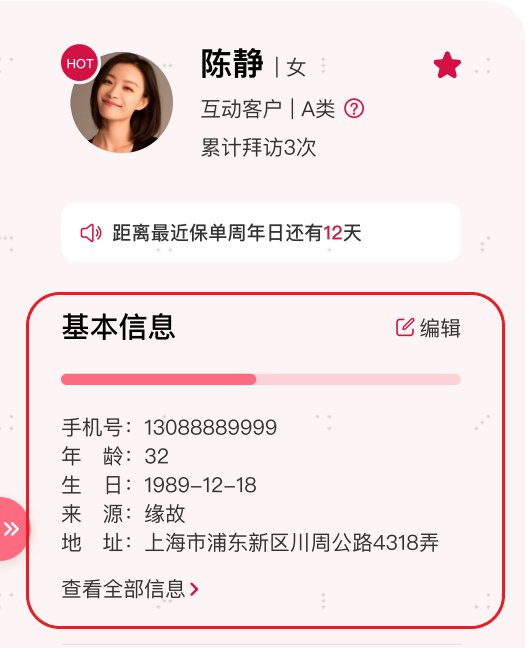 HOT
陈静 | 女
互动客户 | A类 ?
累计拜访3次
距离最近保单周年日还有12天
基本信息 编辑
手机号：13088889999
年 龄：32
生 日：1989-12-18
来 源：缘故
地 址：上海市浦东新区川周公路4318弄
查看全部信息